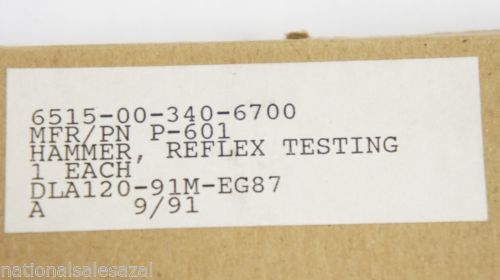 6515-00-340-6700
MFR/PN P-601
HAMMER, REFLEX TESTING
1 EACH
DLA120-91M-EG87
A 9/91
nationalsalesazal